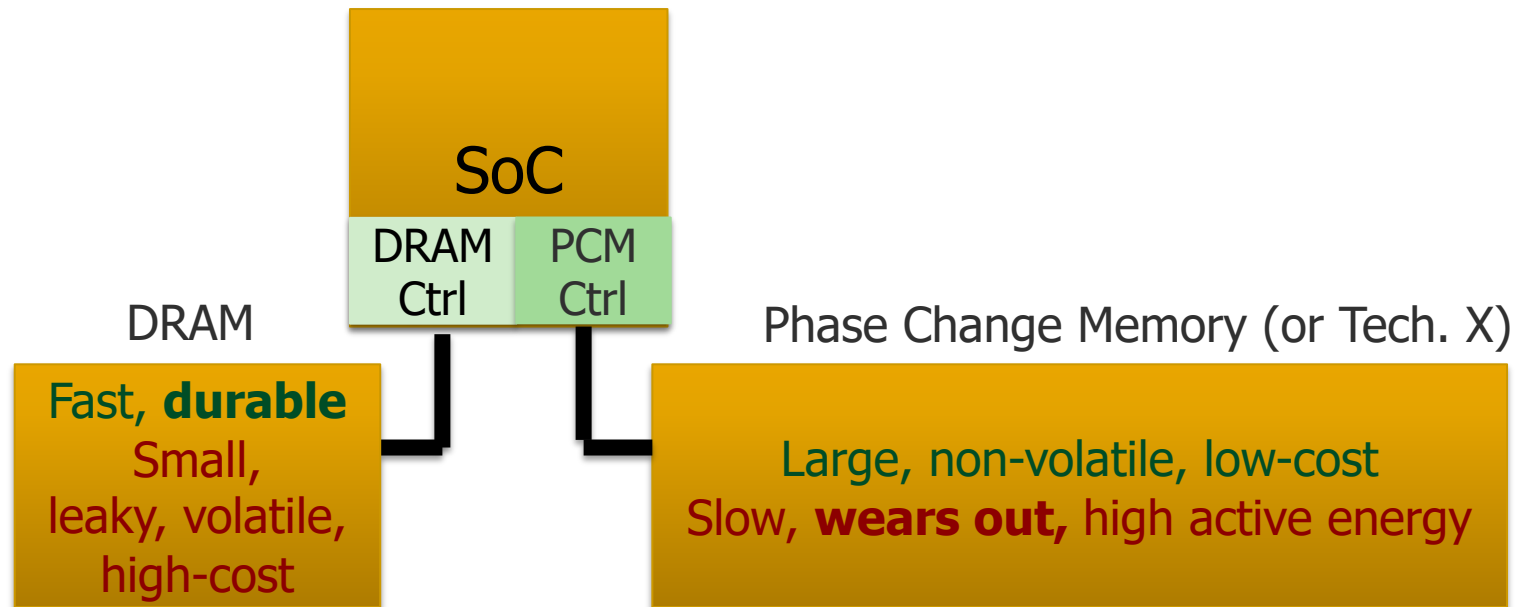 SoC
DRAM
Ctrl
PCM
Ctrl
DRAM
Fast, durable
Small,
leaky, volatile,
high-cost
Phase Change Memory (or Tech. X)
Large, non-volatile, low-cost
Slow, wears out, high active energy